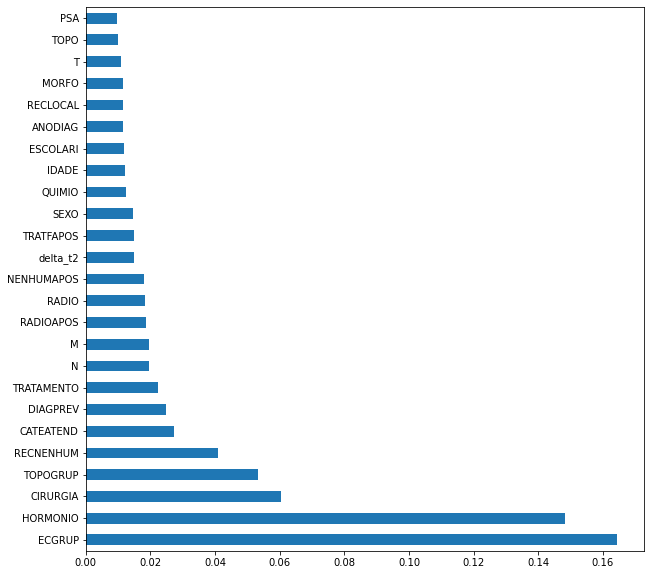 PSA
TOPO
T
MORFO
RECLOCAL
ANODIAG
ESCOLARI
IDADE
QUIMIO
SEXO
TRATFAPOS
delta_t2
NENHUMAPOS
RADIO
RADIOAPOS
M
N
TRATAMENTO
DIAGPREV
CATEATEND
RECNENHUM
TOPOGRUP
CIRURGIA
HORMONIO
ECGRUP
0.00 0.02 0.04 0.06 0.08 0.10 0.12 0.14 0.16